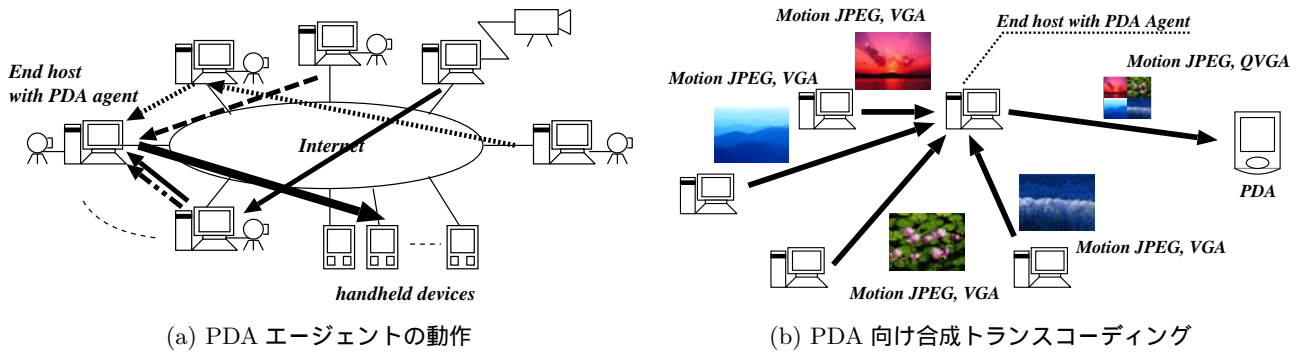 End host
with PDA agent
Internet
handheld devices
(a) PDA エージェントの動作
Motion JPEG, VGA
End host with PDA Agent
Motion JPEG, VGA
Motion JPEG, QVGA
PDA
Motion JPEG, VGA
Motion JPEG, VGA
(b) PDA 向け合成トランスコーディング